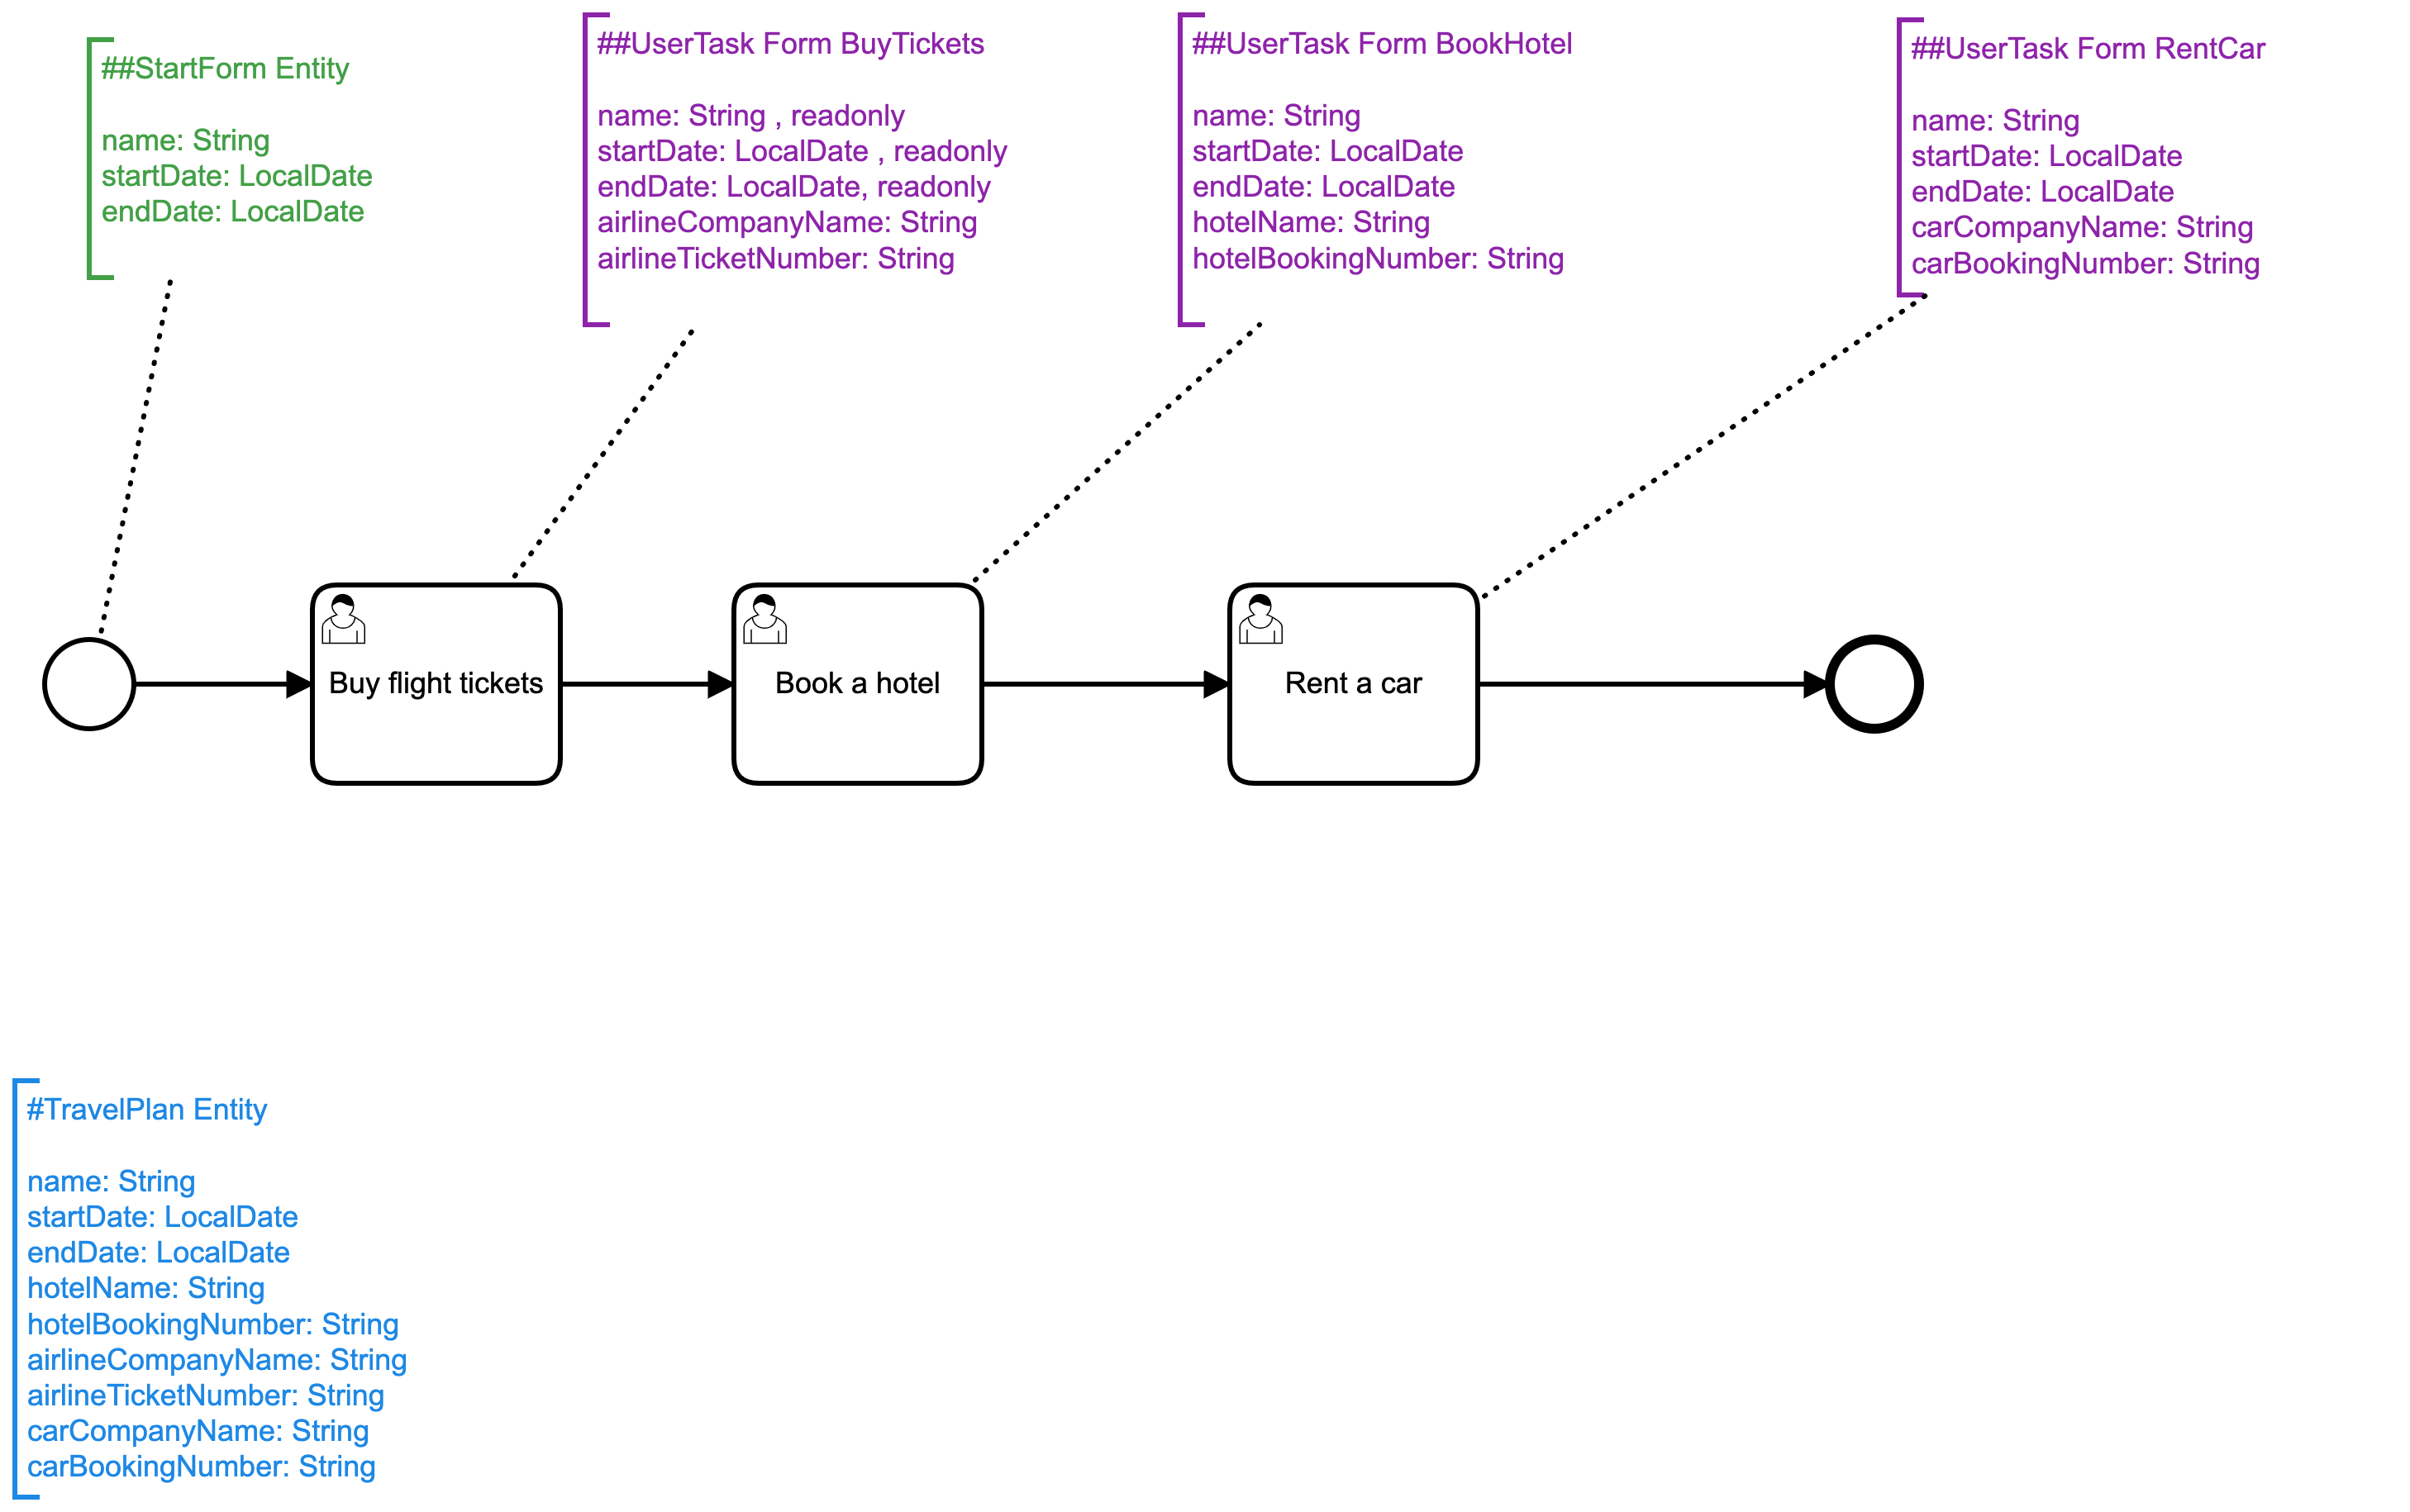 ##StartForm Entity
name: String
startDate: LocalDate
endDate: LocalDate
##UserTask Form BuyTickets
name: String , readonly
startDate: LocalDate , readonly
endDate: LocalDate, readonly
airlineCompanyName: String
airlineTicketNumber: String
##UserTask Form BookHotel
name: String
startDate: LocalDate
endDate: LocalDate
hotelName: String
hotelBookingNumber: String
##UserTask Form RentCar
name: String
startDate: LocalDate
endDate: LocalDate
carCompanyName: String
carBookingNumber: String
Buy flight tickets
Book a hotel
Rent a car
#TravelPlan Entity
name: String
startDate: LocalDate
endDate: LocalDate
hotelName: String
hotelBookingNumber: String
airlineCompanyName: String
airlineTicketNumber: String
carCompanyName: String
carBookingNumber: String